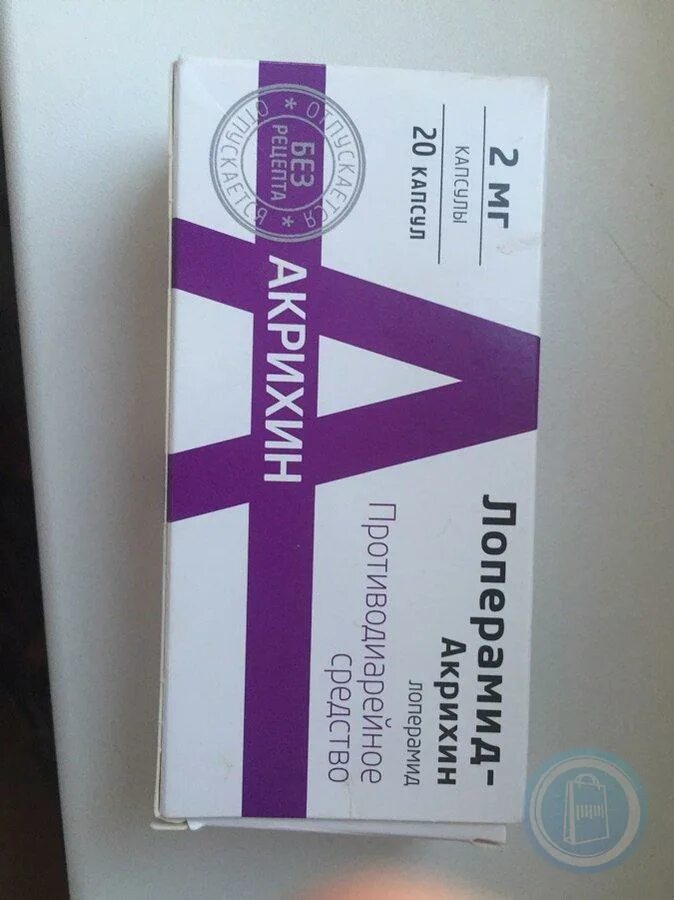 2 мг
капсулы
20 капсул
Лоперамид-
Акрихин
лоперамид
Противодиарейное
средство
АКРИХИН
* ОТПУСКАЕТСЯ * ОТПУСКАЕТСЯ
БЕЗ
РЕЦЕПТА